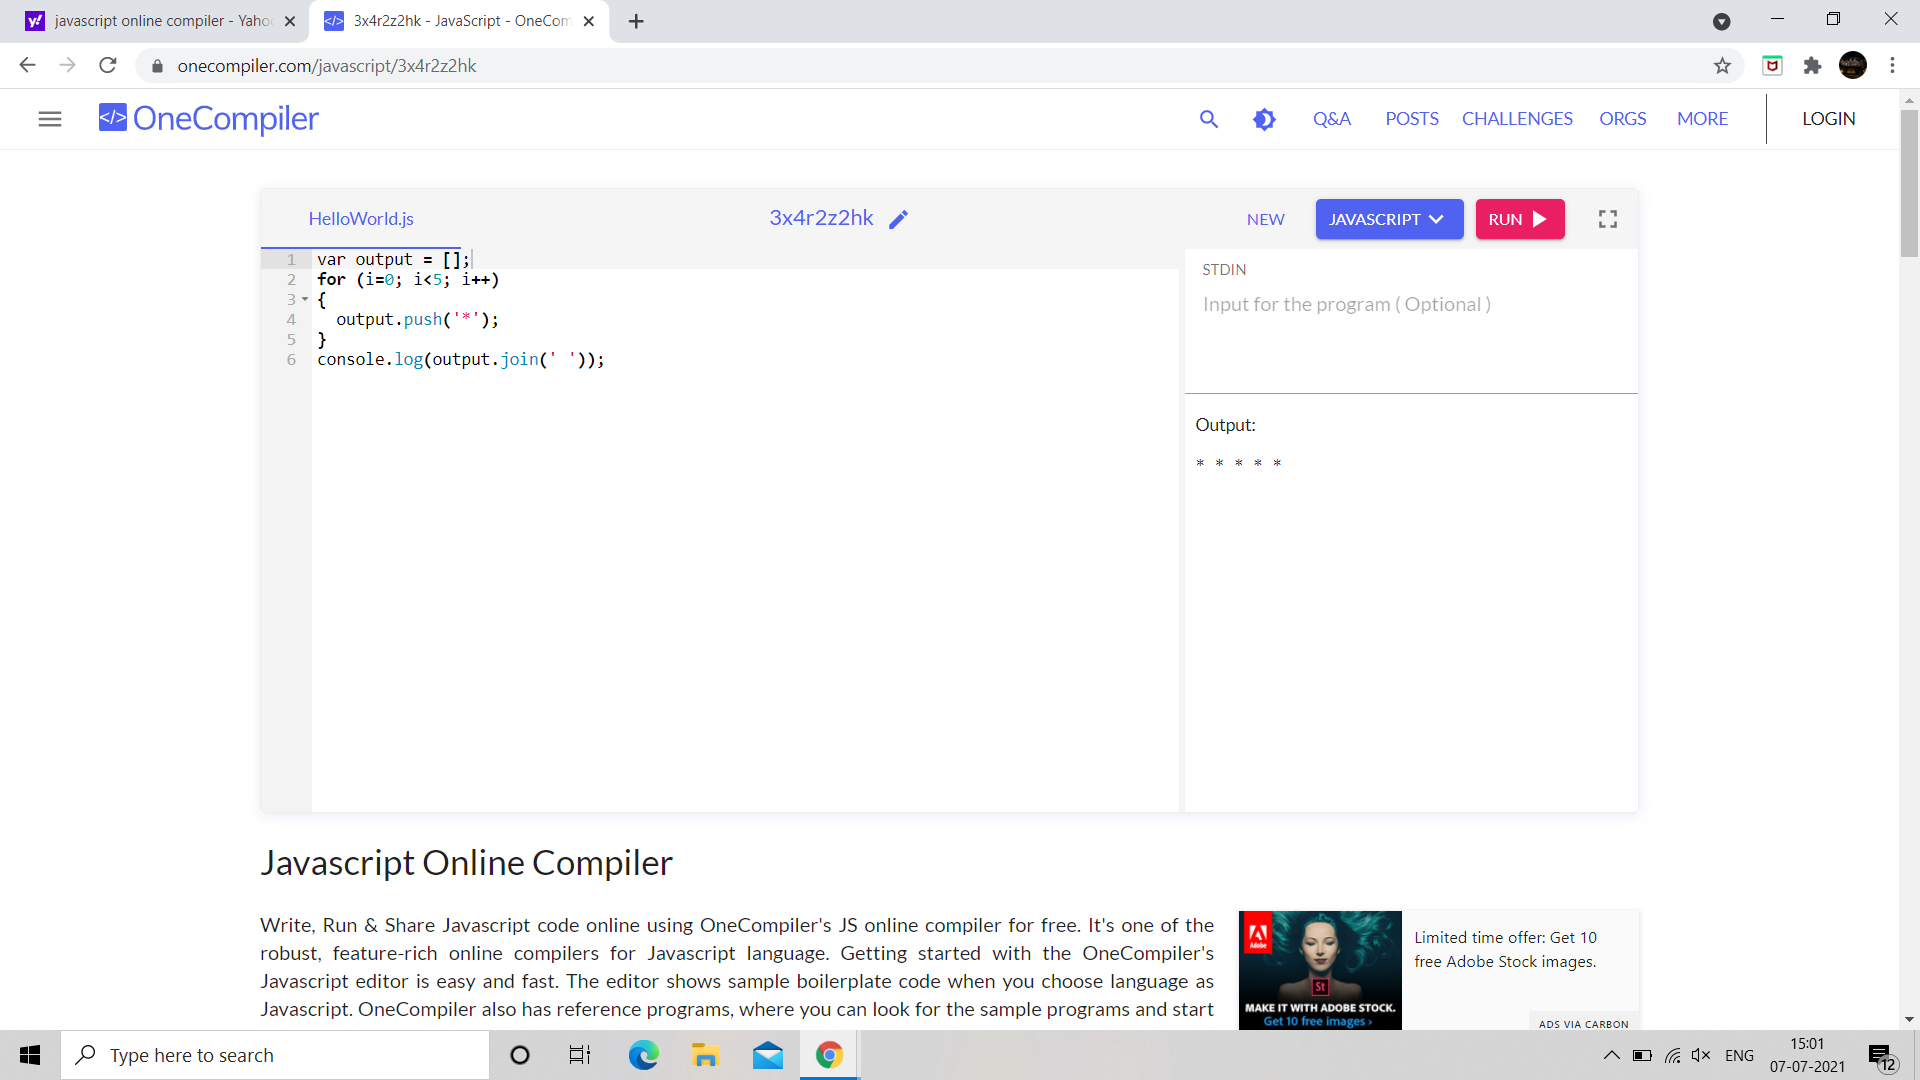 javascript online compiler - Yahoo
3x4r2z2hk - JavaScript - OneCom
onecompiler.com/javascript/3x4r2z2hk
</> OneCompiler
Q&A
POSTS
CHALLENGES
ORGS
MORE
LOGIN
HelloWorld.js
3x4r2z2hk
NEW
JAVASCRIPT
RUN
1 var output = [];
2 for (i=0; i<5; i++)
3 {
4 output.push('*');
5 }
6 console.log(output.join(' '));
STDIN
Input for the program ( Optional )
Output:
* * * * *
Javascript Online Compiler
Write, Run & Share Javascript code online using OneCompiler's JS online compiler for free. It's one of the
robust, feature-rich online compilers for Javascript language. Getting started with the OneCompiler's
Javascript editor is easy and fast. The editor shows sample boilerplate code when you choose language as
Javascript. OneCompiler also has reference programs, where you can look for the sample programs and start
Adobe
St
MAKE IT WITH ADOBE STOCK.
Get 10 free images ›
Limited time offer: Get 10
free Adobe Stock images.
ADS VIA CARBON
Type here to search
ENG
15:01
07-07-2021
12